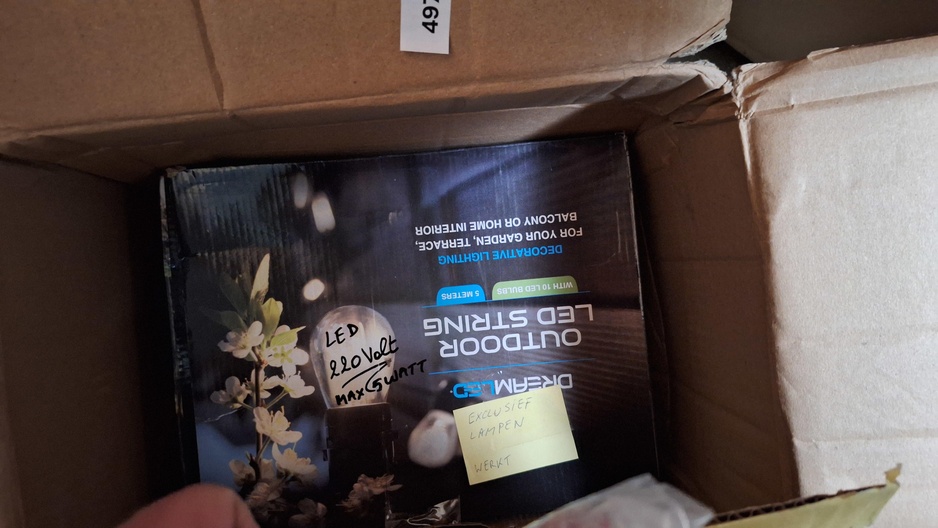 497
DREAMLED
OUTDOOR
LED STRING
WITH 10 LED BULBS
5 METERS
DECORATIVE LIGHTING
FOR YOUR GARDEN, TERRACE,
BALCONY OR HOME INTERIOR
LED
220 Volt
MAX 5 WATT
EXCLUSIEF
LAMPEN
WERKT